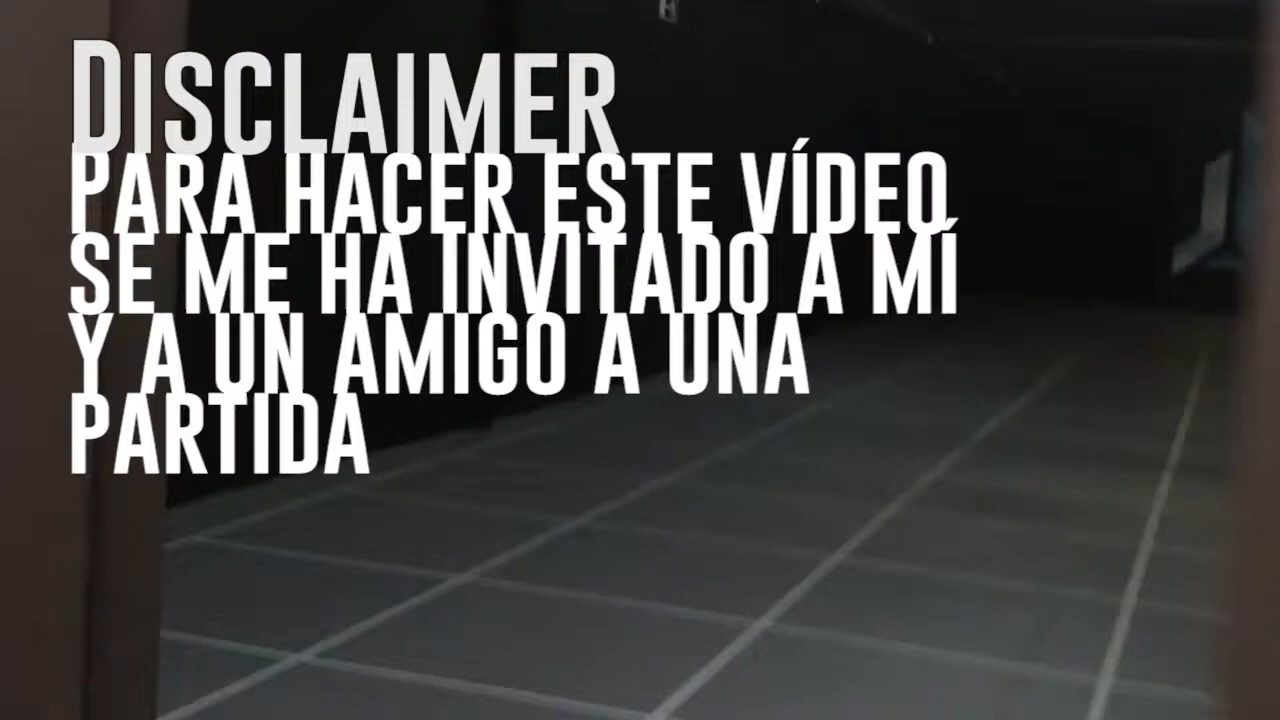 DISCLAIMER
PARA HACER ESTE VÍDEO
SE ME HA INVITADO A MÍ
Y A UN AMIGO A UNA
PARTIDA